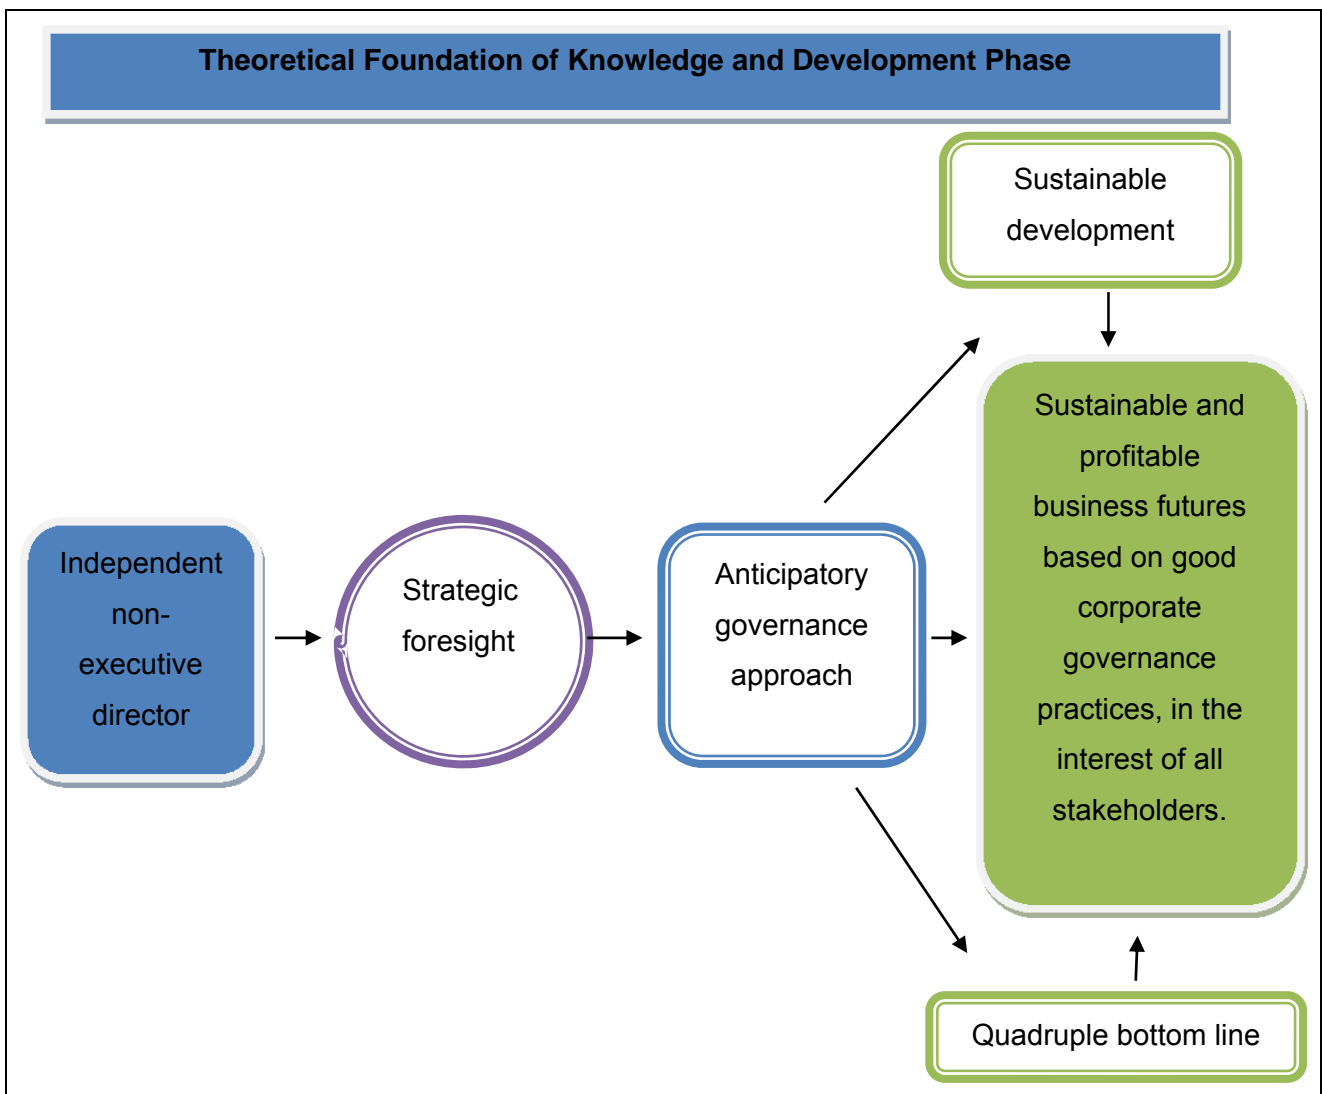 Theoretical Foundation of Knowledge and Development Phase
Sustainable
development
Independent
non-
executive
director
Strategic
foresight
Anticipatory
governance
approach
Sustainable and
profitable
business futures
based on good
corporate
governance
practices, in the
interest of all
stakeholders.
Quadruple bottom line